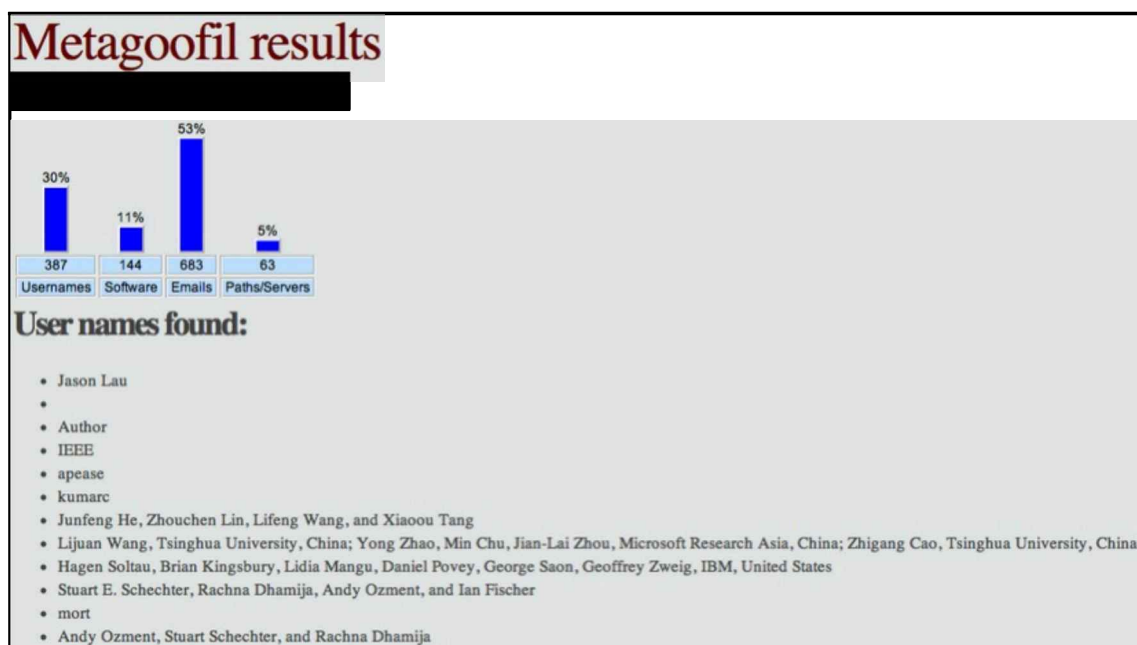 Metagoofil results
53%
30%
11%
5%
387 144 683 63
Usernames Software Emails Paths/Servers
User names found:
Jason Lau
Author
IEEE
apease
kumarc
Junfeng He, Zhouchen Lin, Lifeng Wang, and Xiaoou Tang
Lijuan Wang, Tsinghua University, China; Yong Zhao, Min Chu, Jian-Lai Zhou, Microsoft Research Asia, China; Zhigang Cao, Tsinghua University, China
Hagen Soltau, Brian Kingsbury, Lidia Mangu, Daniel Povey, George Saon, Geoffrey Zweig, IBM, United States
Stuart E. Schechter, Rachna Dhamija, Andy Ozment, and Ian Fischer
mort
Andy Ozment, Stuart Schechter, and Rachna Dhamija